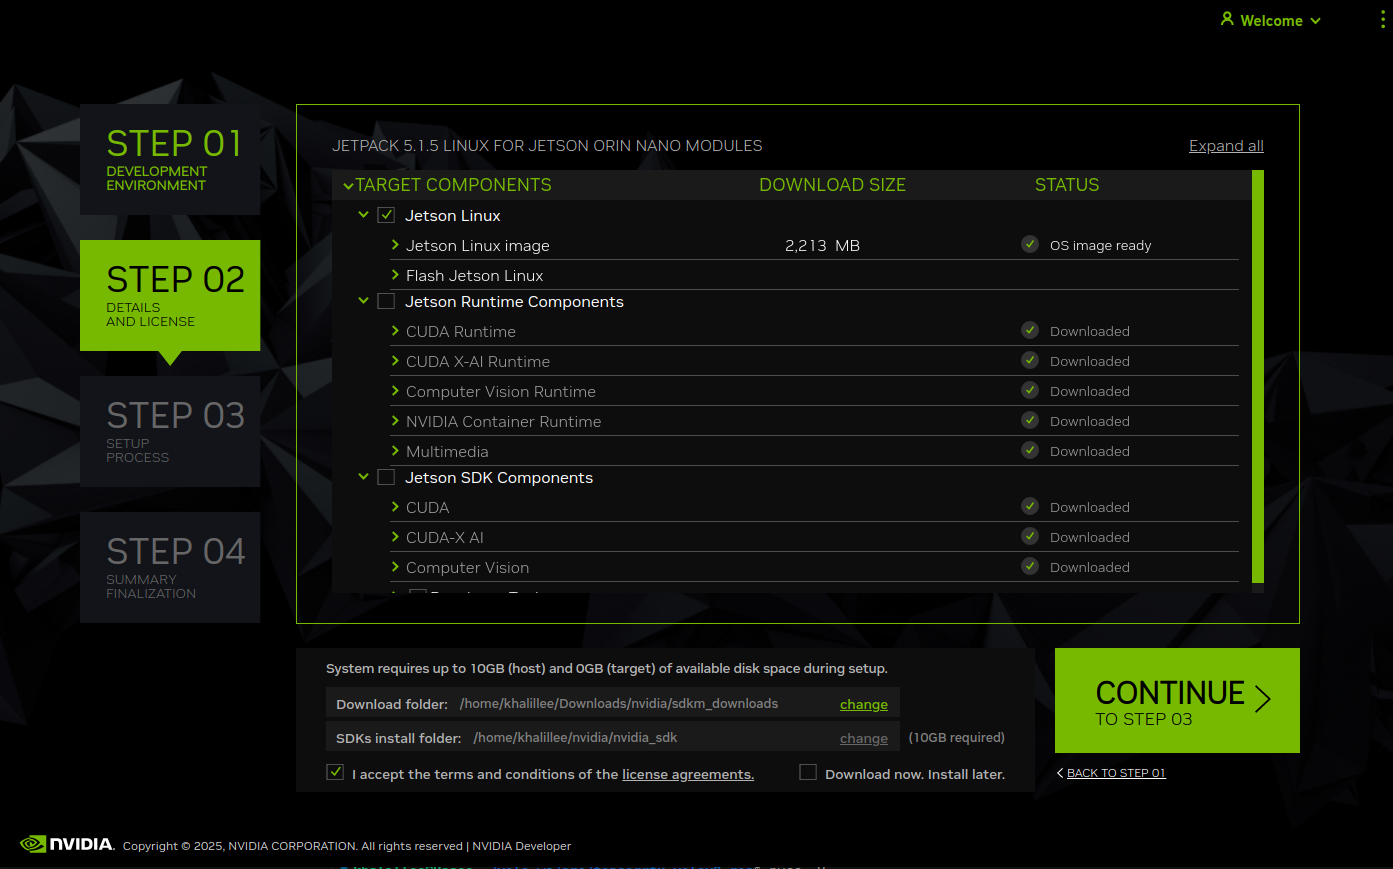 Welcome
STEP 01
DEVELOPMENT
ENVIRONMENT
STEP 02
DETAILS
AND LICENSE
STEP 03
SETUP
PROCESS
STEP 04
SUMMARY
FINALIZATION
JETPACK 5.1.5 LINUX FOR JETSON ORIN NANO MODULES Expand all
TARGET COMPONENTS DOWNLOAD SIZE STATUS
Jetson Linux
Jetson Linux image 2,213 MB OS image ready
Flash Jetson Linux
Jetson Runtime Components
CUDA Runtime Downloaded
CUDA X-AI Runtime Downloaded
Computer Vision Runtime Downloaded
NVIDIA Container Runtime Downloaded
Multimedia Downloaded
Jetson SDK Components
CUDA Downloaded
CUDA-X AI Downloaded
Computer Vision Downloaded
System requires up to 10GB (host) and 0GB (target) of available disk space during setup.
Download folder: /home/khalillee/Downloads/nvidia/sdkm_downloads change
SDKs install folder: /home/khalillee/nvidia/nvidia_sdk change (10GB required)
I accept the terms and conditions of the license agreements. Download now. Install later.
CONTINUE
TO STEP 03
BACK TO STEP 01
NVIDIA. Copyright © 2025, NVIDIA CORPORATION. All rights reserved | NVIDIA Developer